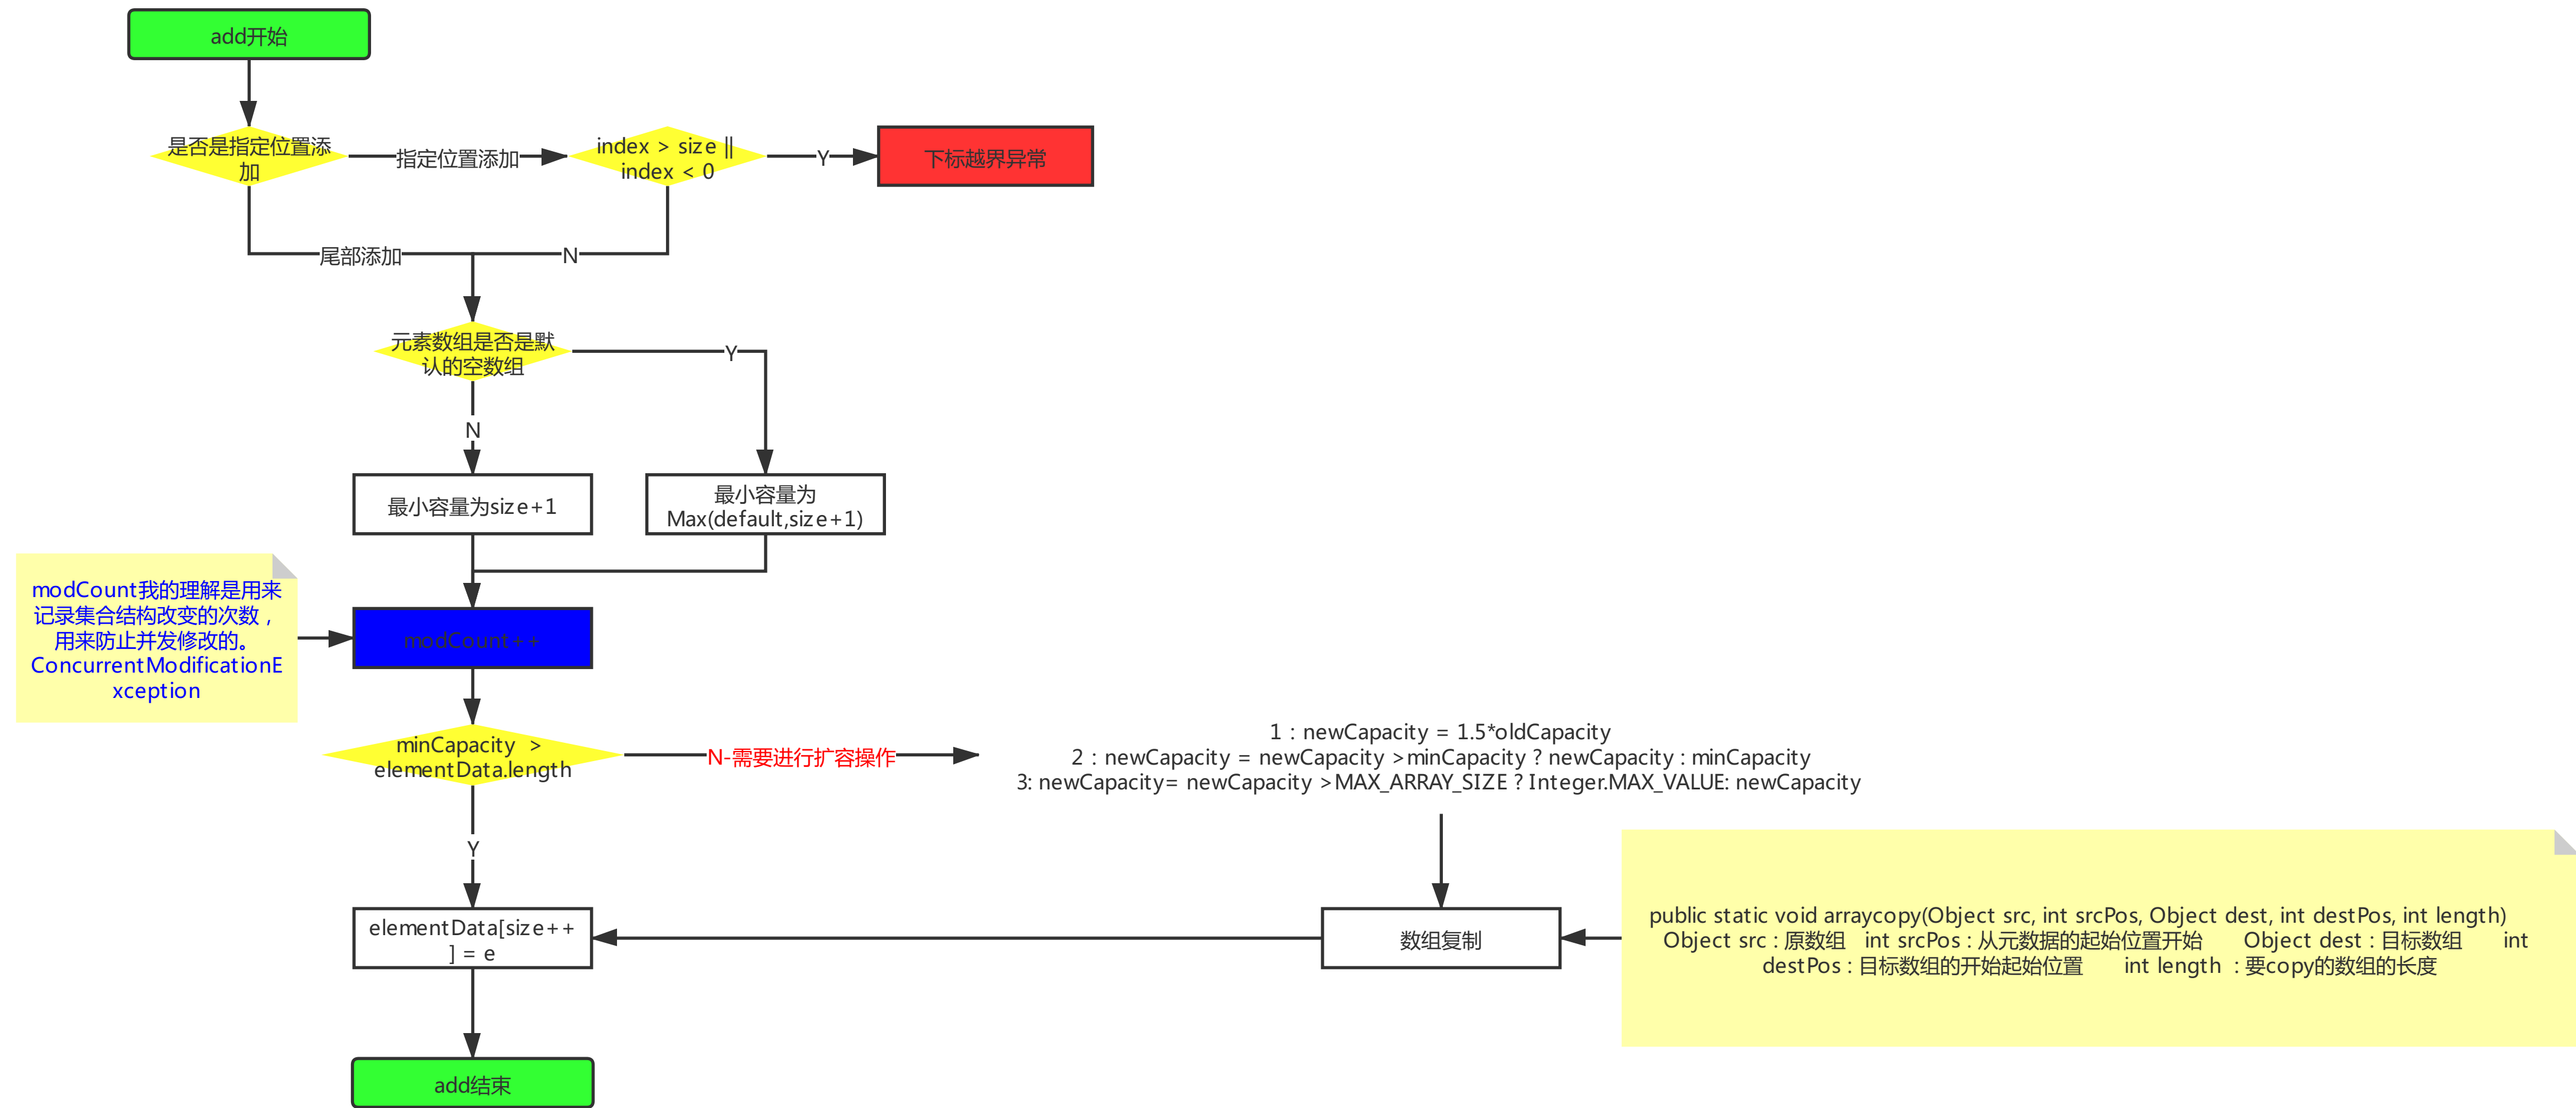 add开始
是否是指定位置添
加
指定位置添加
index > size ||
index < 0
Y
下标越界异常
尾部添加
N
元素数组是否是默
认的空数组
Y
N
最小容量为size+1
最小容量为
Max(default,size+1)
modCount我的理解是用来
记录集合结构改变的次数，
用来防止并发修改的。
ConcurrentModificationE
xception
modCount++
minCapacity  >
elementData.length
N-需要进行扩容操作
1：newCapacity = 1.5*oldCapacity
2：newCapacity = newCapacity >minCapacity ? newCapacity : minCapacity
3: newCapacity= newCapacity >MAX_ARRAY_SIZE ? Integer.MAX_VALUE: newCapacity
Y
elementData[size++
] = e
数组复制
public static void arraycopy(Object src, int srcPos, Object dest, int destPos, int length)
Object src : 原数组   int srcPos : 从元数据的起始位置开始      Object dest : 目标数组      int
destPos : 目标数组的开始起始位置      int length  : 要copy的数组的长度
add结束